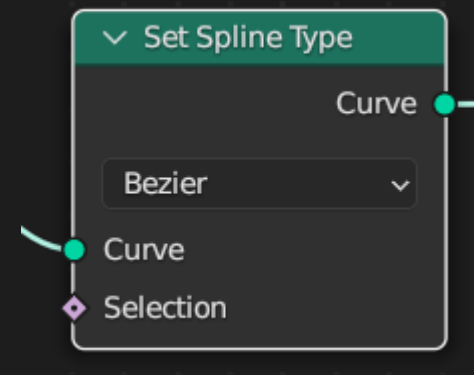 Set Spline Type
Curve
Bezier
Curve
Selection